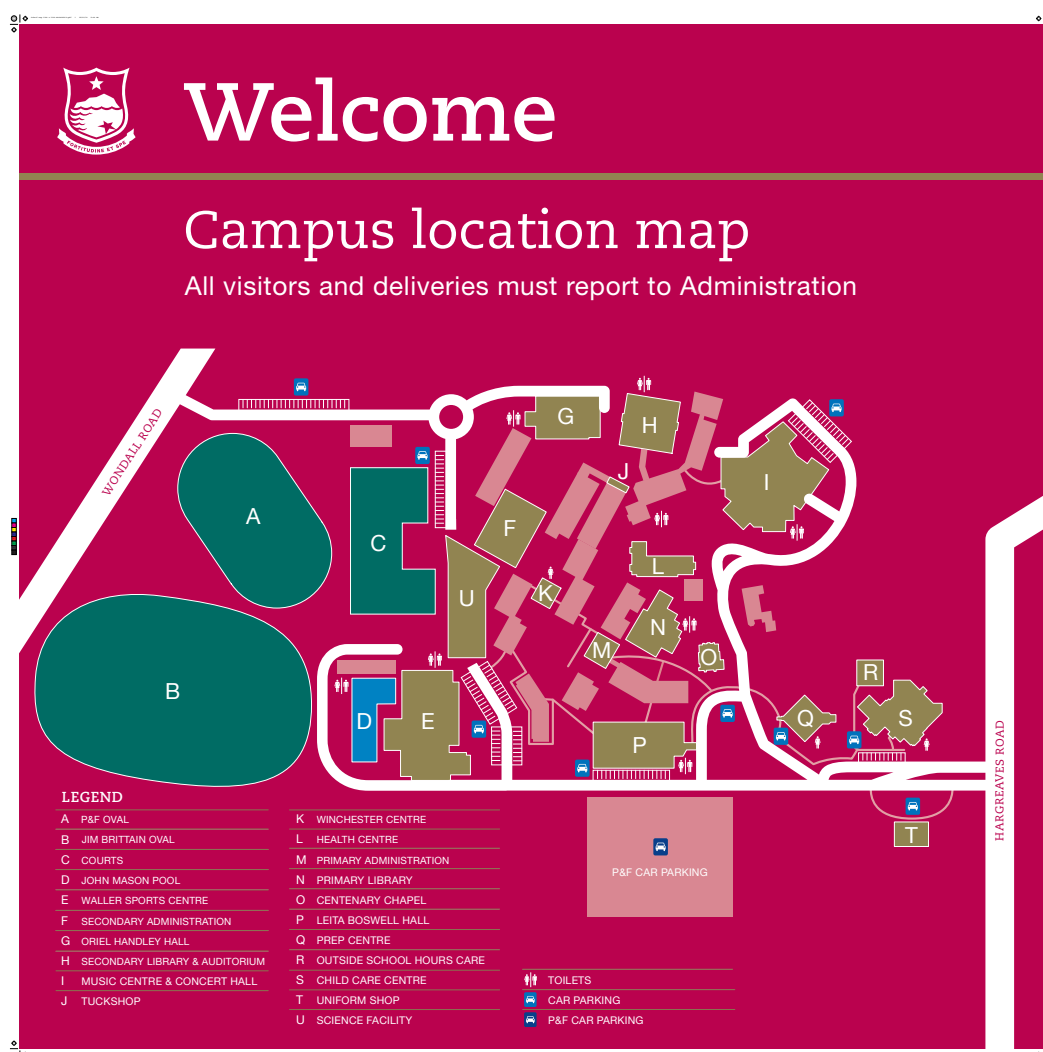 Welcome
FORTITUDINE ET SPE
Campus location map
All visitors and deliveries must report to Administration
WONDALL ROAD
A
B
C
D
E
F
G
H
I
J
K
L
M
N
O
P
Q
R
S
T
U
HARGREAVES ROAD
P&F CAR PARKING
LEGEND
A P&F OVAL
B JIM BRITTAIN OVAL
C COURTS
D JOHN MASON POOL
E WALLER SPORTS CENTRE
F SECONDARY ADMINISTRATION
G ORIEL HANDLEY HALL
H SECONDARY LIBRARY & AUDITORIUM
I MUSIC CENTRE & CONCERT HALL
J TUCKSHOP
K WINCHESTER CENTRE
L HEALTH CENTRE
M PRIMARY ADMINISTRATION
N PRIMARY LIBRARY
O CENTENARY CHAPEL
P LEITA BOSWELL HALL
Q PREP CENTRE
R OUTSIDE SCHOOL HOURS CARE
S CHILD CARE CENTRE
T UNIFORM SHOP
U SCIENCE FACILITY
TOILETS
CAR PARKING
P&F CAR PARKING